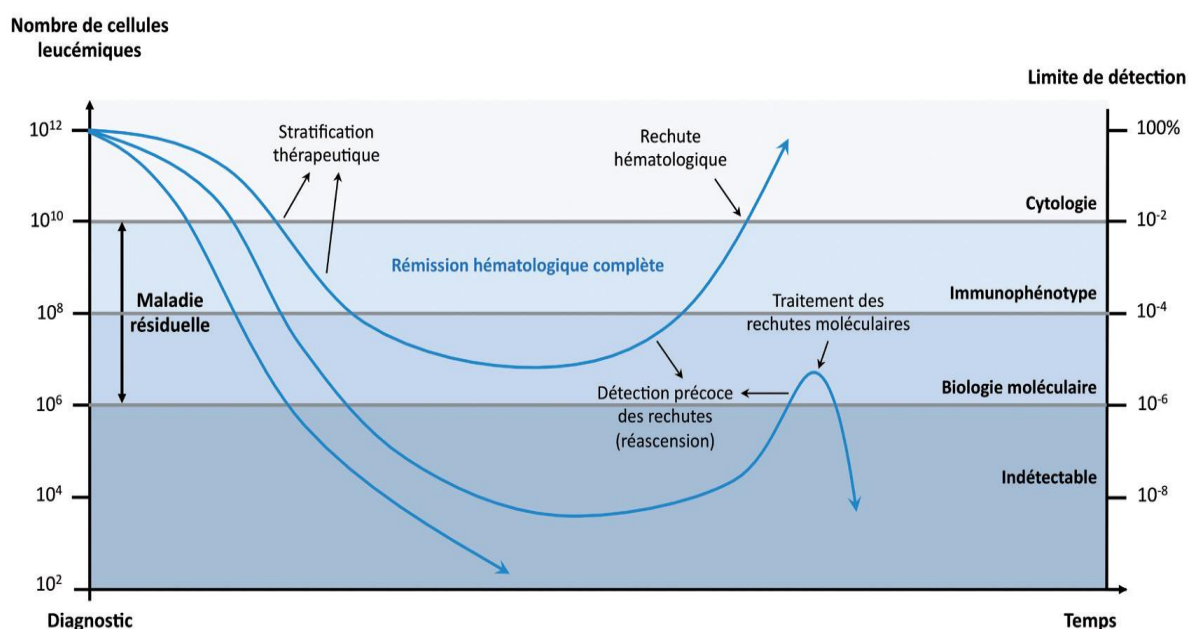 Nombre de cellules
leucémiques
Limite de détection
10¹²
Stratification
thérapeutique
Rechute
hématologique
100%
10¹⁰
Cytologie
10⁻²
Rémission hématologique complète
Maladie
résiduelle
10⁸
Immunophénotype
10⁻⁴
Traitement des
rechutes moléculaires
Détection précoce
des rechutes
(réascension)
10⁶
Biologie moléculaire
10⁻⁶
Indétectable
10⁴
10⁻⁸
10²
Diagnostic
Temps